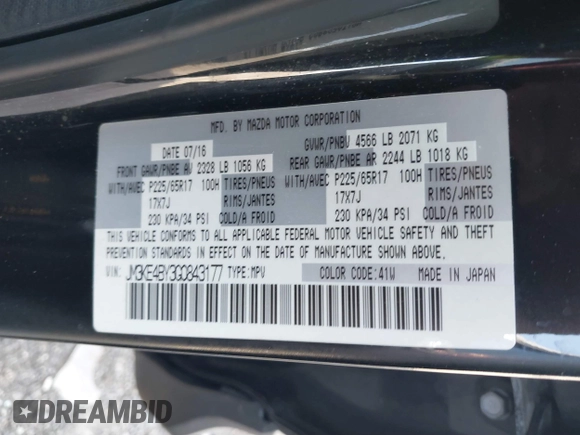 MFD. BY MAZDA MOTOR CORPORATION
DATE 07/16
GVWR/PNBV 4566 LB 2071 KG
FRONT GAWR/PNBE AV 2328 LB 1056 KG
REAR GAWR/PNBE AR 2244 LB 1018 KG
WITH/AVEC P225/65R17 100H TIRES/PNEUS
17X7J RIMS/JANTES
230 KPA/34 PSI COLD/A FROID
WITH/AVEC P225/65R17 100H TIRES/PNEUS
17X7J RIMS/JANTES
230 KPA/34 PSI COLD/A FROID
THIS VEHICLE CONFORMS TO ALL APPLICABLE FEDERAL MOTOR VEHICLE SAFETY AND THEFT
PREVENTION STANDARDS IN EFFECT ON THE DATE OF MANUFACTURE SHOWN ABOVE.
VIN: JM3KE4BY3G0843177 TYPE: MPV COLOR CODE: 41W MADE IN JAPAN
DREAMBID